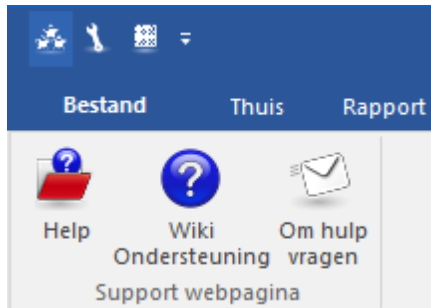 Bestand Thuis Rapport
Help Wiki Ondersteuning Om hulp vragen
Support webpagina